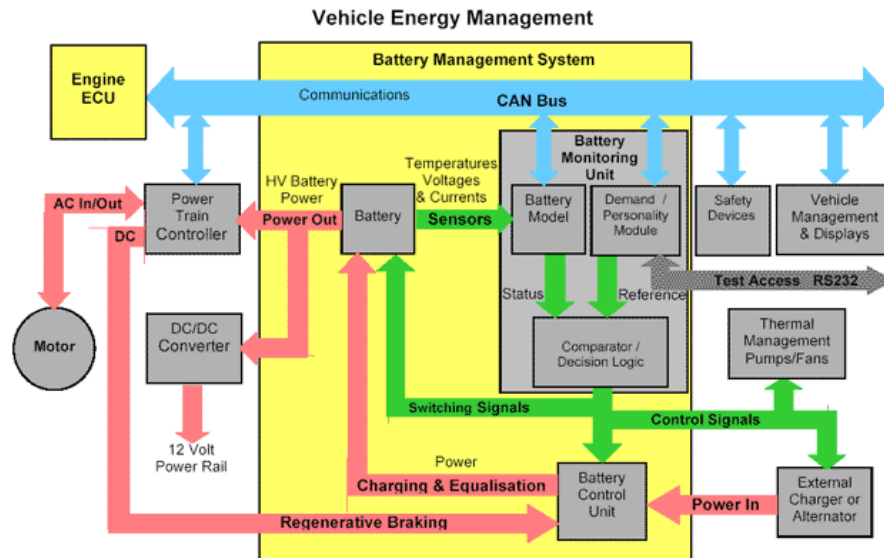 Vehicle Energy Management
Engine
ECU
Battery Management System
Communications
CAN Bus
Battery
Monitoring
Unit
Temperatures
Voltages
& Currents
Sensors
HV Battery
Power
Power Out
AC In/Out
DC
Power
Train
Controller
Battery
Battery
Model
Demand /
Personality
Module
Safety
Devices
Vehicle
Management
& Displays
Test Access RS232
Status
Reference
Motor
DC/DC
Converter
Comparator /
Decision Logic
Thermal
Management
Pumps/Fans
Switching Signals
Control Signals
12 Volt
Power Rail
Power
Charging & Equalisation
Battery
Control
Unit
Power In
External
Charger or
Alternator
Regenerative Braking